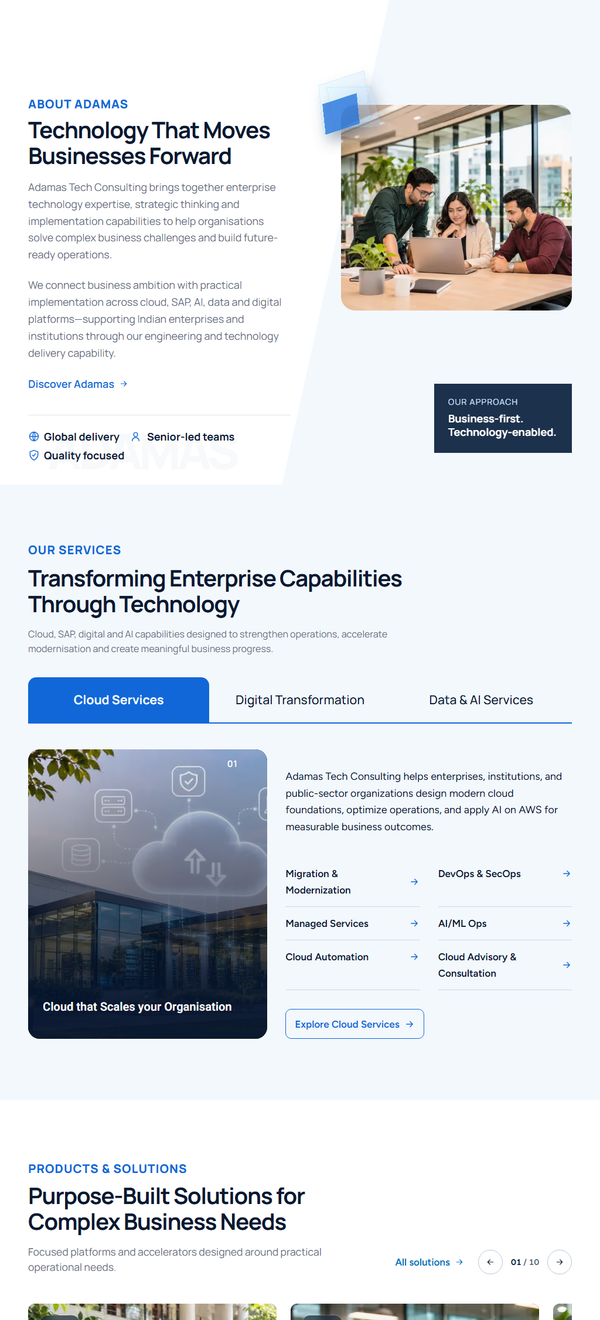 ABOUT ADAMAS
Technology That Moves
Businesses Forward
Adamas Tech Consulting brings together enterprise
technology expertise, strategic thinking and
implementation capabilities to help organisations
solve complex business challenges and build future-
ready operations.
We connect business ambition with practical
implementation across cloud, SAP, AI, data and digital
platforms—supporting Indian enterprises and
institutions through our engineering and technology
delivery capability.
Discover Adamas →
Global delivery
Senior-led teams
Quality focused
ADAMAS
OUR APPROACH
Business-first.
Technology-enabled.
OUR SERVICES
Transforming Enterprise Capabilities
Through Technology
Cloud, SAP, digital and AI capabilities designed to strengthen operations, accelerate
modernisation and create meaningful business progress.
Cloud Services
Digital Transformation
Data & AI Services
01
Cloud that Scales your Organisation
Adamas Tech Consulting helps enterprises, institutions, and
public-sector organizations design modern cloud
foundations, optimize operations, and apply AI on AWS for
measurable business outcomes.
Migration &
Modernization →
DevOps & SecOps →
Managed Services →
AI/ML Ops →
Cloud Automation →
Cloud Advisory &
Consultation →
Explore Cloud Services →
PRODUCTS & SOLUTIONS
Purpose-Built Solutions for
Complex Business Needs
Focused platforms and accelerators designed around practical
operational needs.
All solutions →
← 01 / 10 →